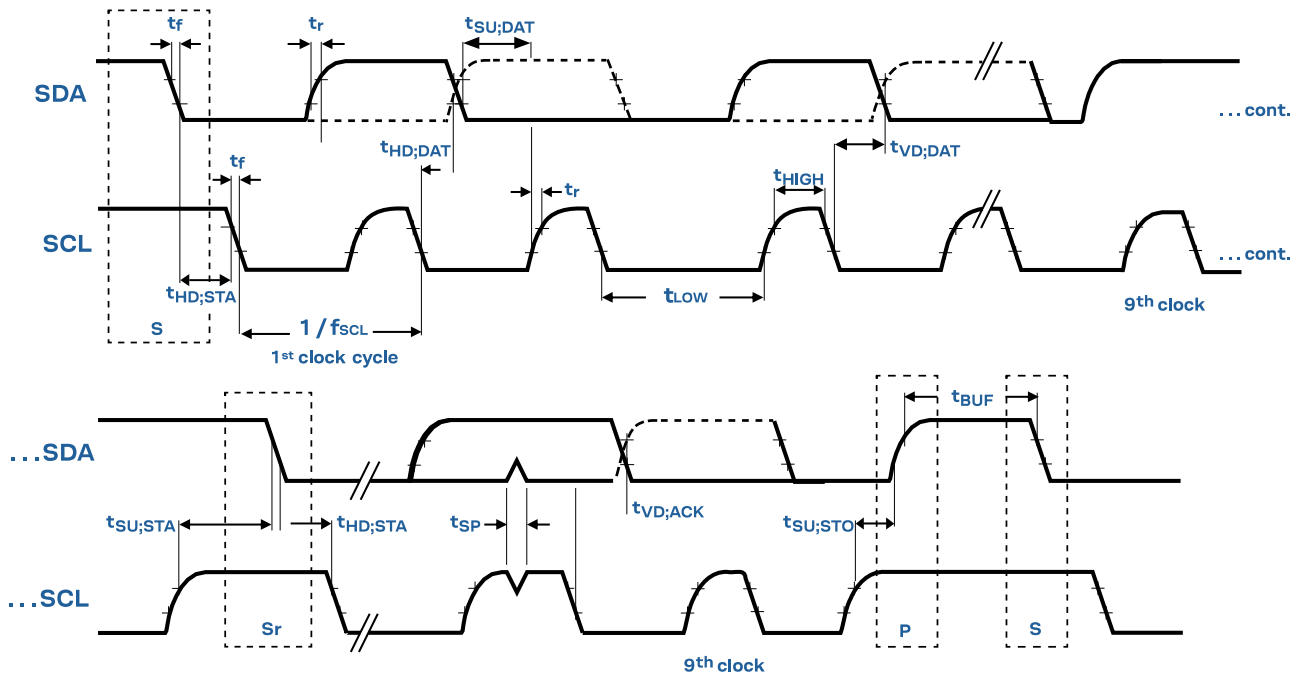 tf
tr
tSU;DAT
SDA
...cont.
tHD;DAT
tVD;DAT
tf
tr
tHIGH
SCL
...cont.
tHD;STA
tLOW
9th clock
S
1 / fSCL
1st clock cycle
tBUF
...SDA
tSU;STA
tHD;STA
tSP
tVD;ACK
tSU;STO
...SCL
Sr
P
S
9th clock